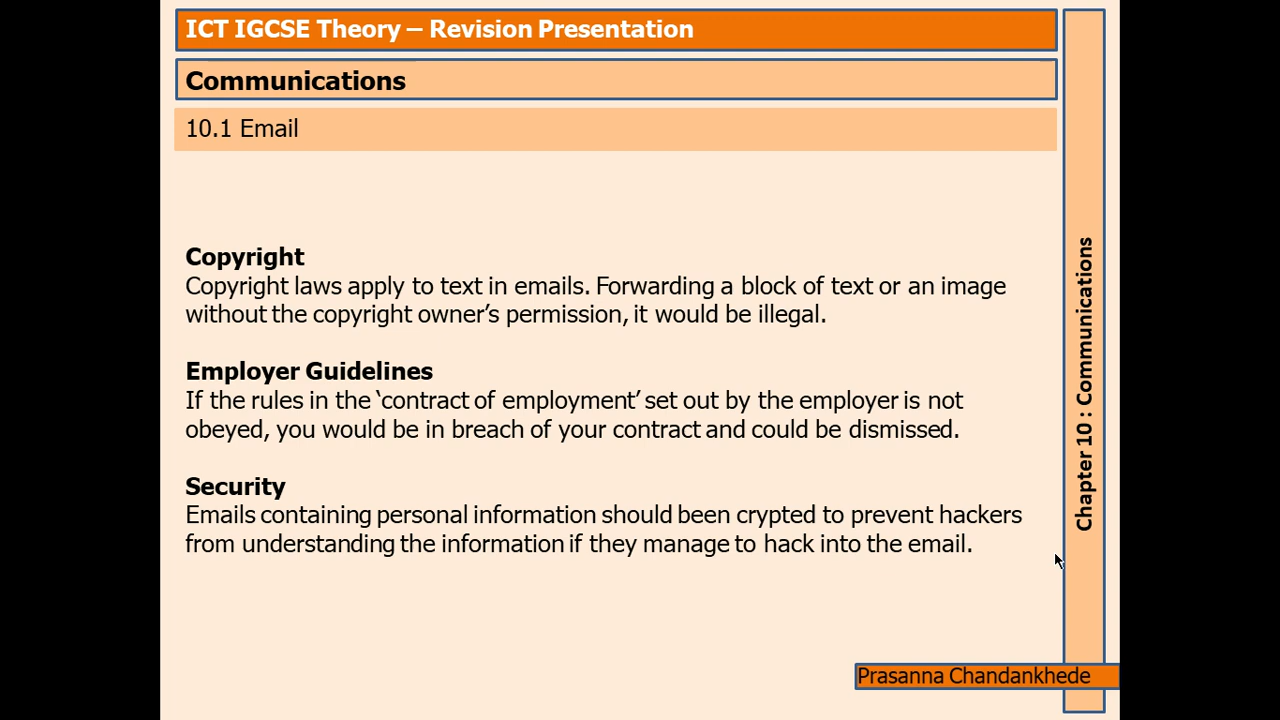 ICT IGCSE Theory – Revision Presentation
Communications
10.1 Email
Copyright
Copyright laws apply to text in emails. Forwarding a block of text or an image
without the copyright owner’s permission, it would be illegal.
Employer Guidelines
If the rules in the ‘contract of employment’ set out by the employer is not
obeyed, you would be in breach of your contract and could be dismissed.
Security
Emails containing personal information should been crypted to prevent hackers
from understanding the information if they manage to hack into the email.
Chapter 10 : Communications
Prasanna Chandankhede